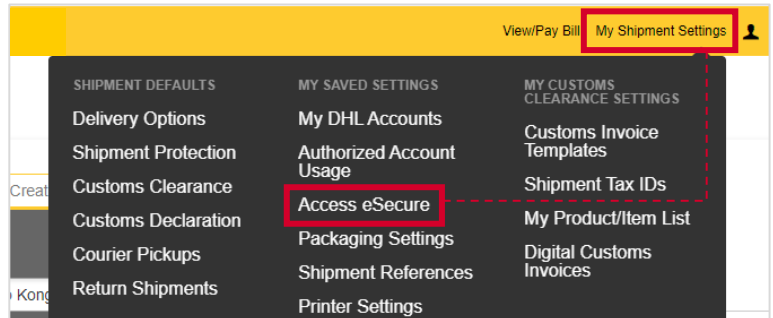 View/Pay Bill My Shipment Settings
SHIPMENT DEFAULTS
Delivery Options
Shipment Protection
Customs Clearance
Customs Declaration
Courier Pickups
Return Shipments
MY SAVED SETTINGS
My DHL Accounts
Authorized Account
Usage
Access eSecure
Packaging Settings
Shipment References
Printer Settings
MY CUSTOMS
CLEARANCE SETTINGS
Customs Invoice
Templates
Shipment Tax IDs
My Product/Item List
Digital Customs
Invoices
Creat
Kong